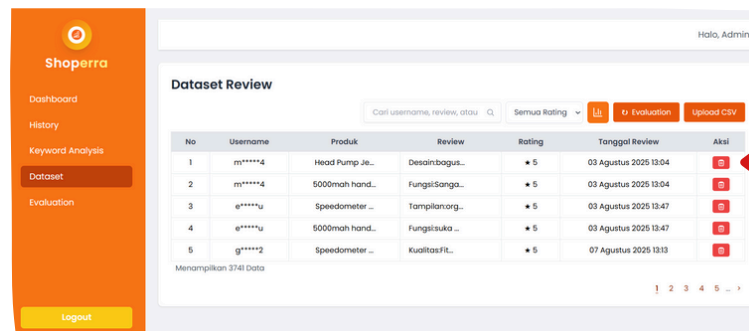 Halo, Admin
Shoperra
Dashboard
History
Keyword Analysis
Dataset
Evaluation
Logout
Dataset Review
Cari username, review, atau
Semua Rating
Evaluation
Upload CSV
No Username Produk Review Rating Tanggal Review Aksi
1 m*****4 Head Pump Je... Desain:bagus... ★ 5 03 Agustus 2025 13:04
2 m*****4 5000mah hand... Fungsi:Sanga... ★ 5 03 Agustus 2025 13:04
3 e*****u Speedometer ... Tampilan:org... ★ 5 03 Agustus 2025 13:47
4 e*****u 5000mah hand... Fungsi:suka ... ★ 5 03 Agustus 2025 13:47
5 g*****2 Speedometer ... Kualitas:Fit... ★ 5 07 Agustus 2025 13:13
Menampilkan 3741 Data
1 2 3 4 5 ... ›